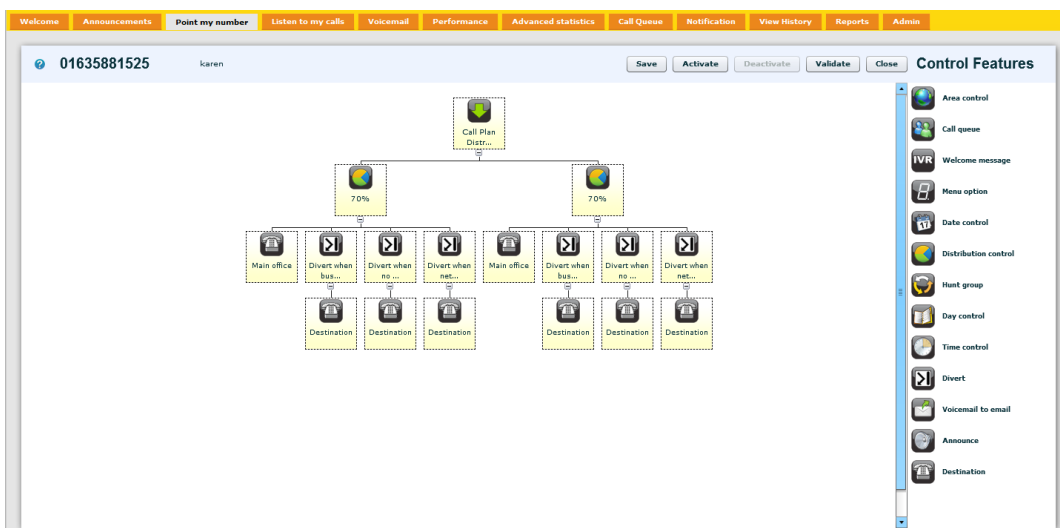 Welcome Announcements Point my number Listen to my calls Voicemail Performance Advanced statistics Call Queue Notification View History Reports Admin
01635881525 karen Save Activate Deactivate Validate Close Control Features
Area control
Call queue
IVR Welcome message
Menu option
17 Date control
Distribution control
Hunt group
Day control
Time control
Divert
Voicemail to email
Announce
Destination
Call Plan
Distr...
70% 70%
Main office Divert when Divert when Divert when Main office Divert when Divert when Divert when
bus... no ... net... bus... no ... net...
Destination Destination Destination Destination Destination Destination